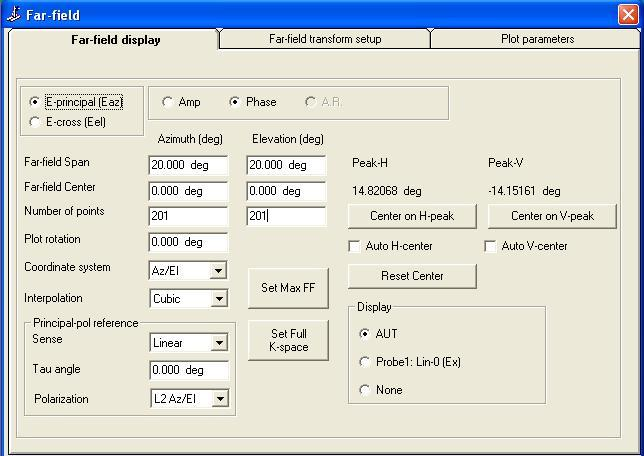 Far-field
Far-field display Far-field transform setup Plot parameters
E-principal (Eaz) Amp Phase A.R.
E-cross (Eel)
Azimuth (deg) Elevation (deg)
Far-field Span 20.000 deg 20.000 deg Peak-H Peak-V
Far-field Center 0.000 deg 0.000 deg 14.82068 deg -14.15161 deg
Number of points 201 201 Center on H-peak Center on V-peak
Plot rotation 0.000 deg Auto H-center Auto V-center
Coordinate system Az/El Reset Center
Interpolation Cubic Set Max FF
Principal-pol reference Display
Sense Linear Set Full K-space AUT
Tau angle 0.000 deg Probe1: Lin-0 (Ex)
Polarization L2 Az/El None